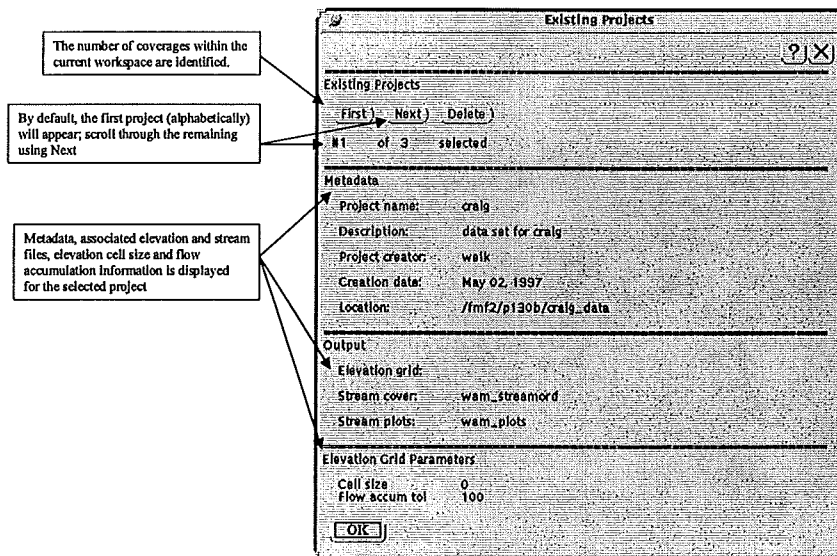 The number of coverages within the
current workspace are identified.
By default, the first project (alphabetically)
will appear; scroll through the remaining
using Next
Metadata, associated elevation and stream
files, elevation cell size and flow
accumulation information is displayed
for the selected project
Existing Projects
? X
Existing Projects
First Next Delete
#1 of 3 selected
Metadata
Project name: craig
Description: data set for craig
Project creator: welk
Creation date: May 02, 1997
Location: /fmf2/p130b/craig_data
Output
Elevation grid:
Stream cover: wam_streamord
Stream plots: wam_plots
Elevation Grid Parameters
Cell size 0
Flow accum tol 100
OK